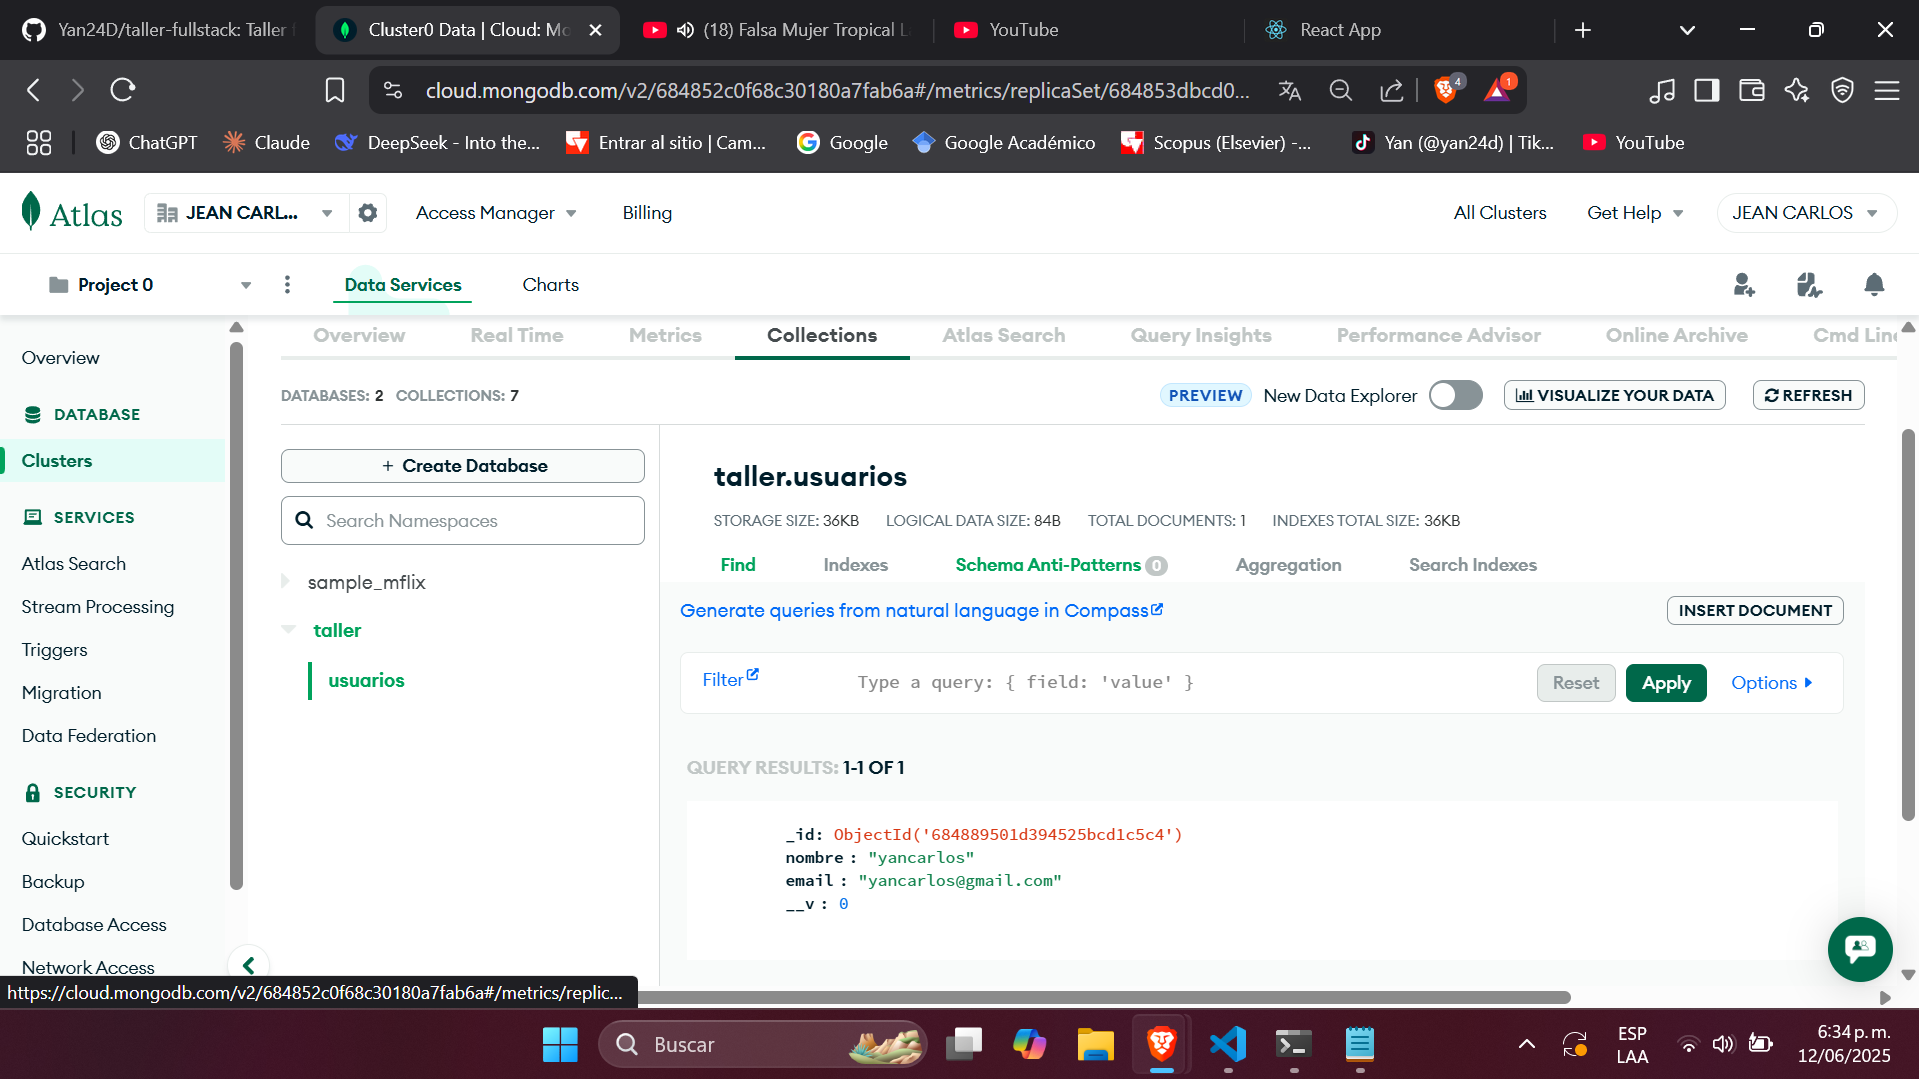 Yan24D/taller-fullstack: Taller f
Cluster0 Data | Cloud: Mo
(18) Falsa Mujer Tropical La
YouTube
React App
cloud.mongodb.com/v2/684852c0f68c30180a7fab6a#/metrics/replicaSet/684853dbcd0...
4
1
ChatGPT
Claude
DeepSeek - Into the...
Entrar al sitio | Cam...
Google
Google Académico
Scopus (Elsevier) -...
Yan (@yan24d) | Tik...
YouTube
Atlas
JEAN CARL...
Access Manager
Billing
All Clusters
Get Help
JEAN CARLOS
Project 0
Data Services
Charts
Overview
Real Time
Metrics
Collections
Atlas Search
Query Insights
Performance Advisor
Online Archive
Cmd Line
Overview
DATABASE
Clusters
SERVICES
Atlas Search
Stream Processing
Triggers
Migration
Data Federation
SECURITY
Quickstart
Backup
Database Access
Network Access
DATABASES: 2 COLLECTIONS: 7
PREVIEW New Data Explorer
VISUALIZE YOUR DATA
REFRESH
+ Create Database
Search Namespaces
sample_mflix
taller
usuarios
taller.usuarios
STORAGE SIZE: 36KB LOGICAL DATA SIZE: 84B TOTAL DOCUMENTS: 1 INDEXES TOTAL SIZE: 36KB
Find
Indexes
Schema Anti-Patterns 0
Aggregation
Search Indexes
Generate queries from natural language in Compass
INSERT DOCUMENT
Filter
Type a query: { field: 'value' }
Reset
Apply
Options
QUERY RESULTS: 1-1 OF 1
_id: ObjectId('684889501d394525bcd1c5c4')
nombre : "yancarlos"
email : "yancarlos@gmail.com"
__v : 0
https://cloud.mongodb.com/v2/684852c0f68c30180a7fab6a#/metrics/replic...
Buscar
ESP
LAA
6:34 p. m.
12/06/2025